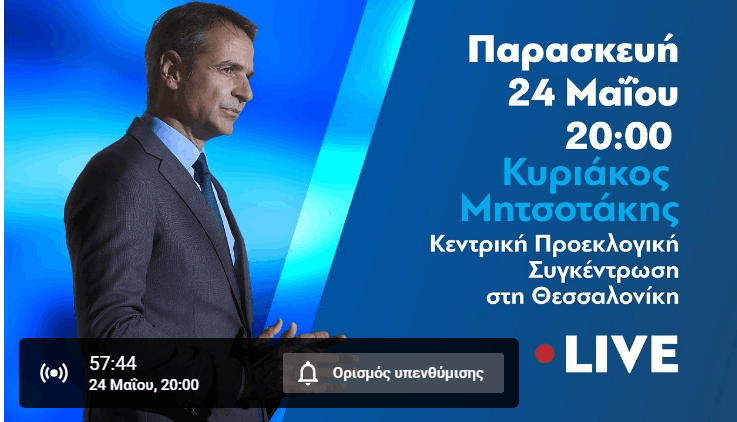 Παρασκευή
24 Μαΐου
20:00
Κυριάκος
Μητσοτάκης
Κεντρική Προεκλογική
Συγκέντρωση
στη Θεσσαλονίκη
LIVE
57:44
24 Μαΐου, 20:00
Ορισμός υπενθύμισης